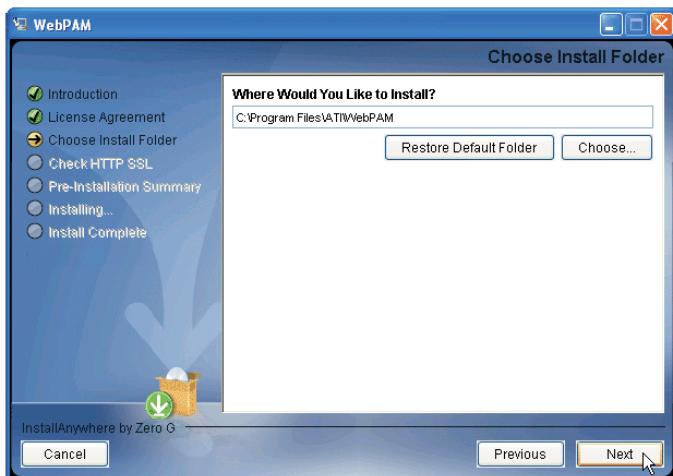 WebPAM
Choose Install Folder
Introduction
License Agreement
Choose Install Folder
Check HTTP SSL
Pre-Installation Summary
Installing...
Install Complete
Where Would You Like to Install?
C:\Program Files\ATI\WebPAM
Restore Default Folder
Choose...
InstallAnywhere by Zero G
Cancel
Previous
Next